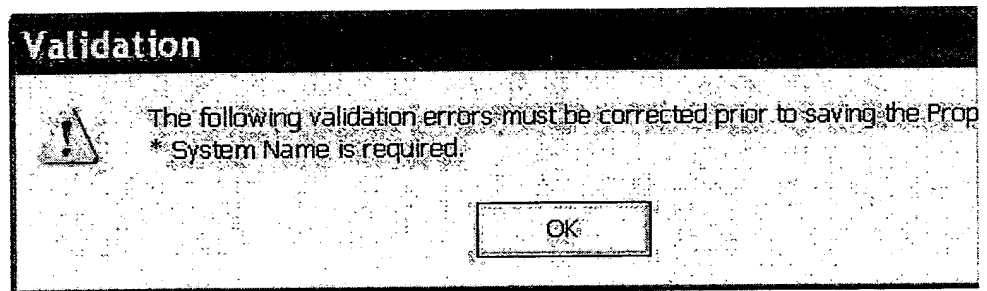 Validation
The following validation errors must be corrected prior to saving the Prop
* System Name is required.
OK